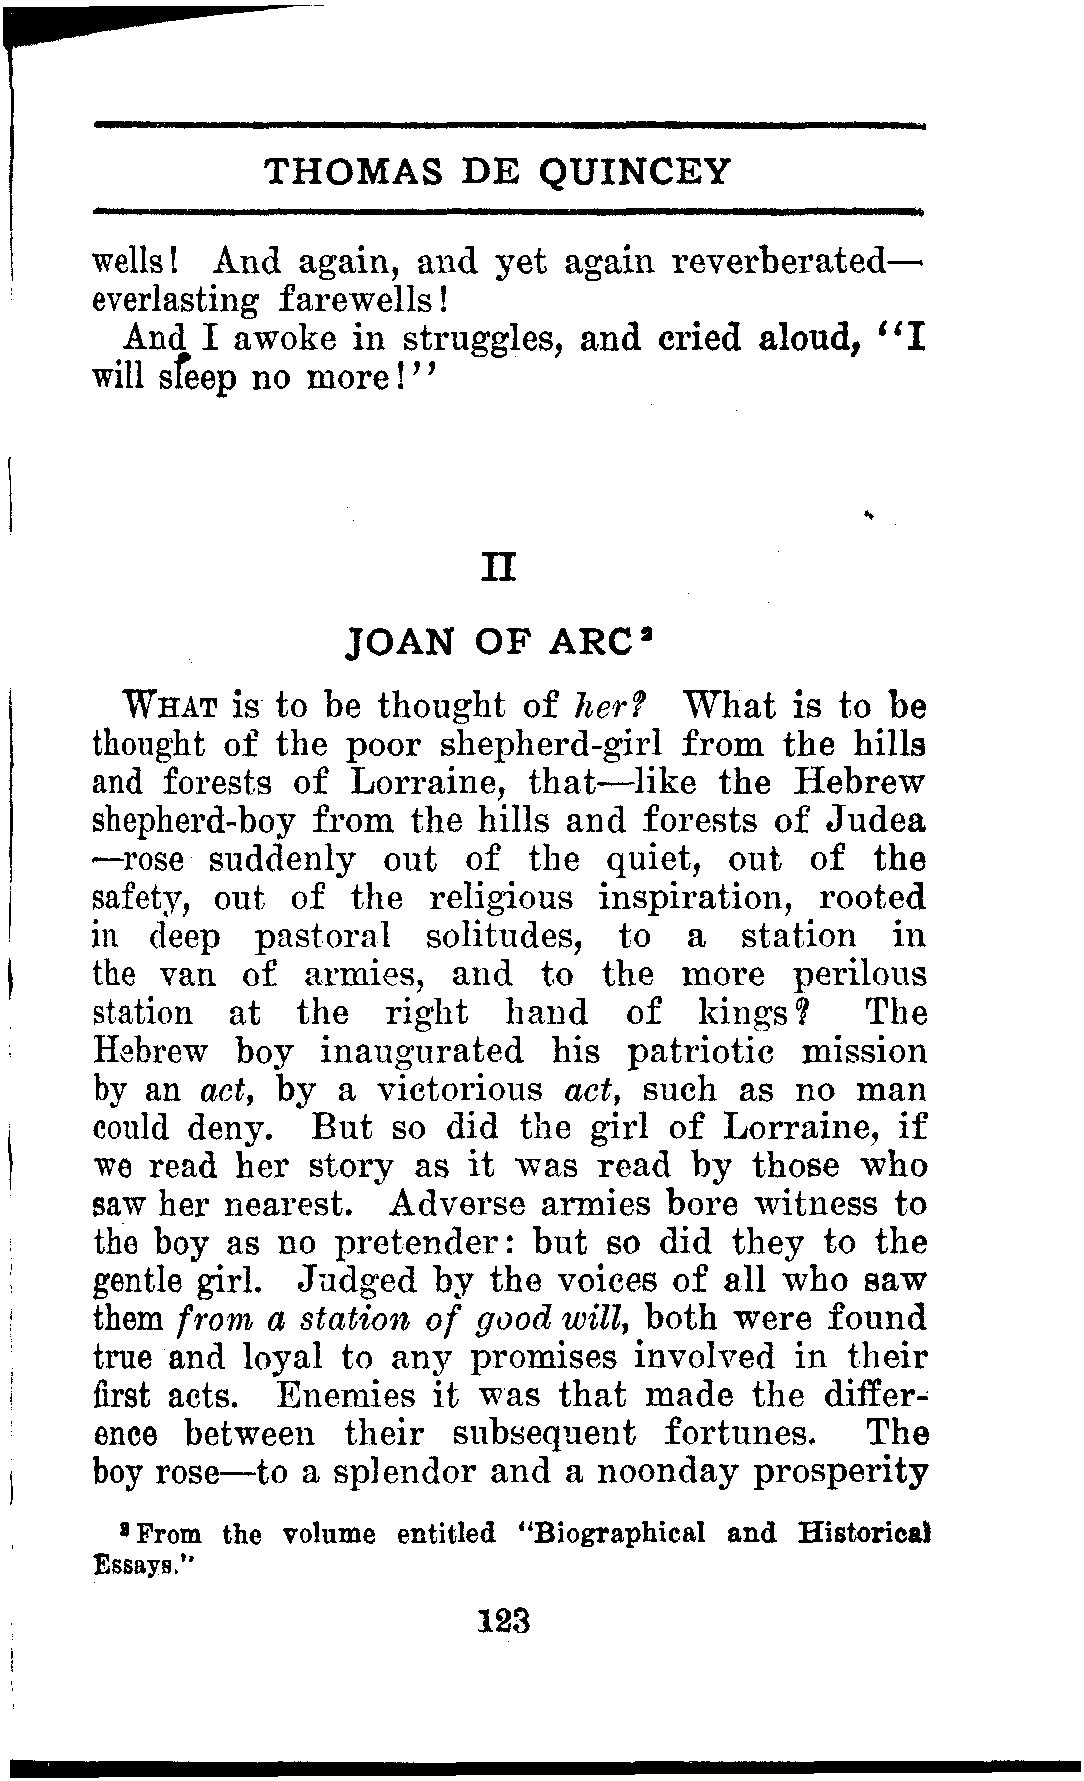 THOMAS DE QUINCEY
wells! And again, and yet again reverberated—
everlasting farewells!
And I awoke in struggles, and cried aloud, "I
will sleep no more!"
II
JOAN OF ARC²
WHAT is to be thought of her? What is to be
thought of the poor shepherd-girl from the hills
and forests of Lorraine, that—like the Hebrew
shepherd-boy from the hills and forests of Judea
—rose suddenly out of the quiet, out of the
safety, out of the religious inspiration, rooted
in deep pastoral solitudes, to a station in
the van of armies, and to the more perilous
station at the right hand of kings? The
Hebrew boy inaugurated his patriotic mission
by an act, by a victorious act, such as no man
could deny. But so did the girl of Lorraine, if
we read her story as it was read by those who
saw her nearest. Adverse armies bore witness to
the boy as no pretender: but so did they to the
gentle girl. Judged by the voices of all who saw
them from a station of good will, both were found
true and loyal to any promises involved in their
first acts. Enemies it was that made the differ-
ence between their subsequent fortunes. The
boy rose—to a splendor and a noonday prosperity
² From the volume entitled "Biographical and Historical
Essays."
123